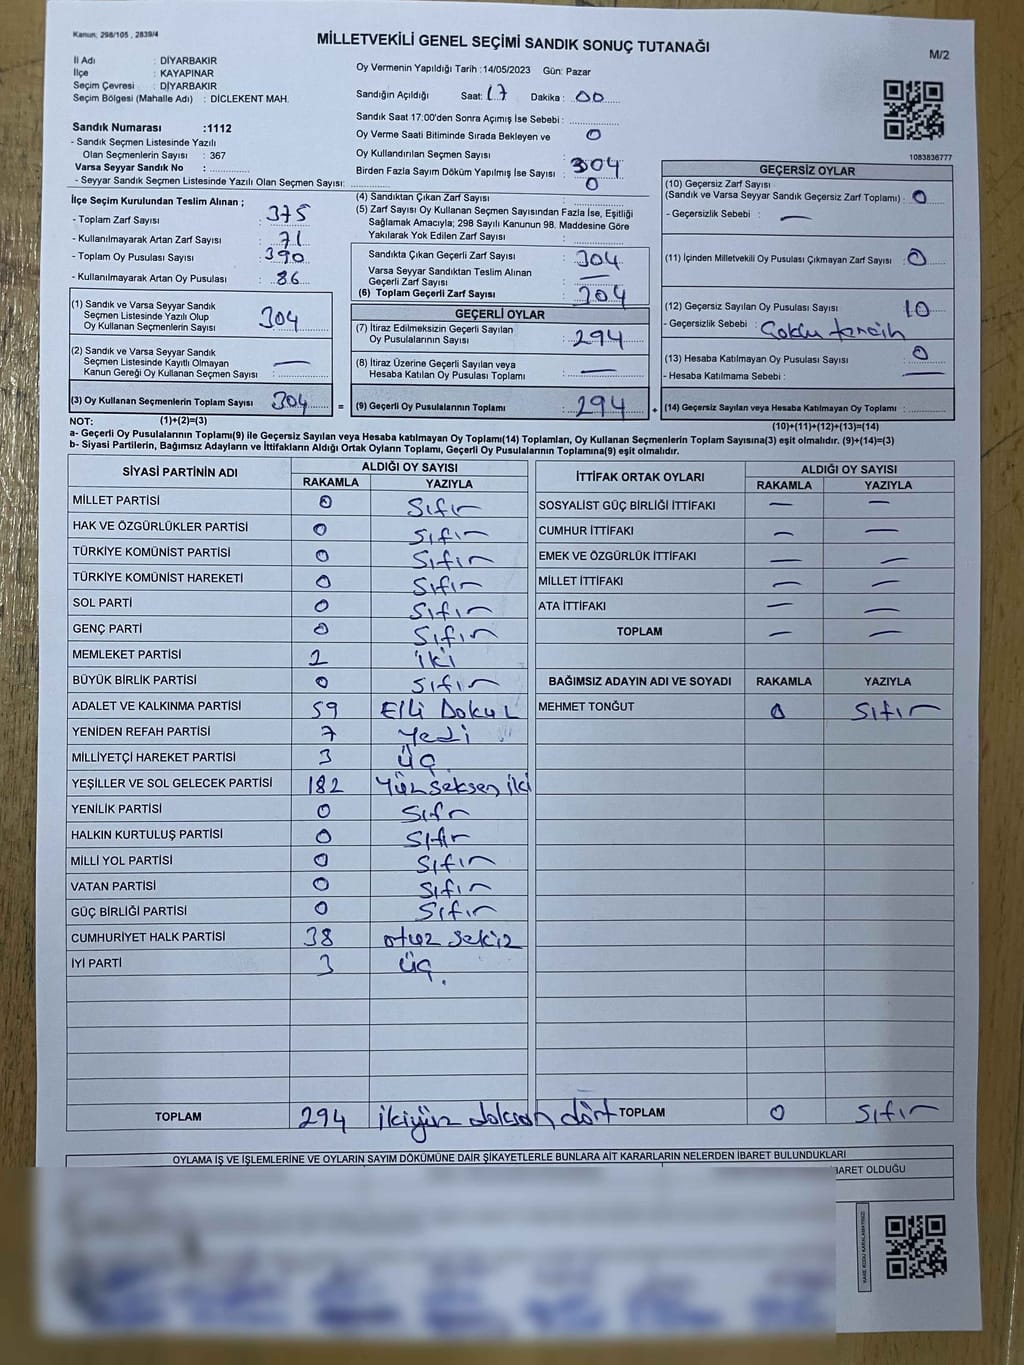 Kanun; 298/105 , 2839/4
MİLLETVEKİLİ GENEL SEÇİMİ SANDIK SONUÇ TUTANAĞI
M/2
İl Adı : DİYARBAKIR
İlçe : KAYAPINAR
Seçim Çevresi : DİYARBAKIR
Seçim Bölgesi (Mahalle Adı) : DİCLEKENT MAH.
Sandık Numarası :1112
- Sandık Seçmen Listesinde Yazılı
Olan Seçmenlerin Sayısı : 367
Varsa Seyyar Sandık No :
- Seyyar Sandık Seçmen Listesinde Yazılı Olan Seçmen Sayısı:
Oy Vermenin Yapıldığı Tarih :14/05/2023 Gün: Pazar
Sandığın Açıldığı Saat: 17 Dakika : 00
Sandık Saat 17:00'den Sonra Açımış İse Sebebi :
Oy Verme Saati Bitiminde Sırada Bekleyen ve
Oy Kullandırılan Seçmen Sayısı : 0
Birden Fazla Sayım Döküm Yapılmış İse Sayısı : 304
0
1083836777
İlçe Seçim Kurulundan Teslim Alınan ;
- Toplam Zarf Sayısı : 375
- Kullanılmayarak Artan Zarf Sayısı : 71
- Toplam Oy Pusulası Sayısı : 390
- Kullanılmayarak Artan Oy Pusulası : 86
(1) Sandık ve Varsa Seyyar Sandık
Seçmen Listesinde Yazılı Olup
Oy Kullanan Seçmenlerin Sayısı : 304
(2) Sandık ve Varsa Seyyar Sandık
Seçmen Listesinde Kayıtlı Olmayan
Kanun Gereği Oy Kullanan Seçmen Sayısı : —
(3) Oy Kullanan Seçmenlerin Toplam Sayısı : 304 =
(4) Sandıktan Çıkan Zarf Sayısı :
(5) Zarf Sayısı Oy Kullanan Seçmen Sayısından Fazla İse, Eşitliği
Sağlamak Amacıyla; 298 Sayılı Kanunun 98. Maddesine Göre
Yakılarak Yok Edilen Zarf Sayısı :
Sandıkta Çıkan Geçerli Zarf Sayısı : 304
Varsa Seyyar Sandıktan Teslim Alınan
Geçerli Zarf Sayısı : —
(6) Toplam Geçerli Zarf Sayısı : 304
GEÇERLİ OYLAR
(7) İtiraz Edilmeksizin Geçerli Sayılan
Oy Pusulalarının Sayısı : 294
(8) İtiraz Üzerine Geçerli Sayılan veya
Hesaba Katılan Oy Pusulası Toplamı : —
(9) Geçerli Oy Pusulalarının Toplamı : 294 +
GEÇERSİZ OYLAR
(10) Geçersiz Zarf Sayısı
(Sandık ve Varsa Seyyar Sandık Geçersiz Zarf Toplamı) : 0
- Geçersizlik Sebebi : —
(11) İçinden Milletvekili Oy Pusulası Çıkmayan Zarf Sayısı : 0
(12) Geçersiz Sayılan Oy Pusulası Sayısı : 10
- Geçersizlik Sebebi : Çoklu tercih
(13) Hesaba Katılmayan Oy Pusulası Sayısı : 0
- Hesaba Katılmama Sebebi : —
(14) Geçersiz Sayılan veya Hesaba Katılmayan Oy Toplamı :
NOT: (1)+(2)=(3)
(10)+(11)+(12)+(13)=(14)
a- Geçerli Oy Pusulalarının Toplamı(9) ile Geçersiz Sayılan veya Hesaba katılmayan Oy Toplamı(14) Toplamları, Oy Kullanan Seçmenlerin Toplam Sayısına(3) eşit olmalıdır. (9)+(14)=(3)
b- Siyasi Partilerin, Bağımsız Adayların ve İttifakların Aldığı Ortak Oyların Toplamı, Geçerli Oy Pusulalarının Toplamına(9) eşit olmalıdır.
SİYASİ PARTİNİN ADI
ALDIĞI OY SAYISI
RAKAMLA YAZIYLA
MİLLET PARTİSİ 0 Sıfır
HAK VE ÖZGÜRLÜKLER PARTİSİ 0 Sıfır
TÜRKİYE KOMÜNİST PARTİSİ 0 Sıfır
TÜRKİYE KOMÜNİST HAREKETİ 0 Sıfır
SOL PARTİ 0 Sıfır
GENÇ PARTİ 0 Sıfır
MEMLEKET PARTİSİ 2 iki
BÜYÜK BİRLİK PARTİSİ 0 Sıfır
ADALET VE KALKINMA PARTİSİ 59 Elli Dokuz
YENİDEN REFAH PARTİSİ 7 Yedi
MİLLİYETÇİ HAREKET PARTİSİ 3 üç
YEŞİLLER VE SOL GELECEK PARTİSİ 182 Yüz Seksen iki
YENİLİK PARTİSİ 0 Sıfır
HALKIN KURTULUŞ PARTİSİ 0 Sıfır
MİLLİ YOL PARTİSİ 0 Sıfır
VATAN PARTİSİ 0 Sıfır
GÜÇ BİRLİĞİ PARTİSİ 0 Sıfır
CUMHURİYET HALK PARTİSİ 38 otuz sekiz
İYİ PARTİ 3 üç
TOPLAM 294 ikiyüz doksan dört
İTTİFAK ORTAK OYLARI
ALDIĞI OY SAYISI
RAKAMLA YAZIYLA
SOSYALİST GÜÇ BİRLİĞİ İTTİFAKI — —
CUMHUR İTTİFAKI — —
EMEK VE ÖZGÜRLÜK İTTİFAKI — —
MİLLET İTTİFAKI — —
ATA İTTİFAKI — —
TOPLAM — —
BAĞIMSIZ ADAYIN ADI VE SOYADI RAKAMLA YAZIYLA
MEHMET TONĞUT 0 Sıfır
TOPLAM 0 Sıfır
OYLAMA İŞ VE İŞLEMLERİNE VE OYLARIN SAYIM DÖKÜMÜNE DAİR ŞİKAYETLERLE BUNLARA AİT KARARLARIN NELERDEN İBARET BULUNDUKLARI
İBARET OLDUĞU
KARE KODU KARALAMAYINIZ!